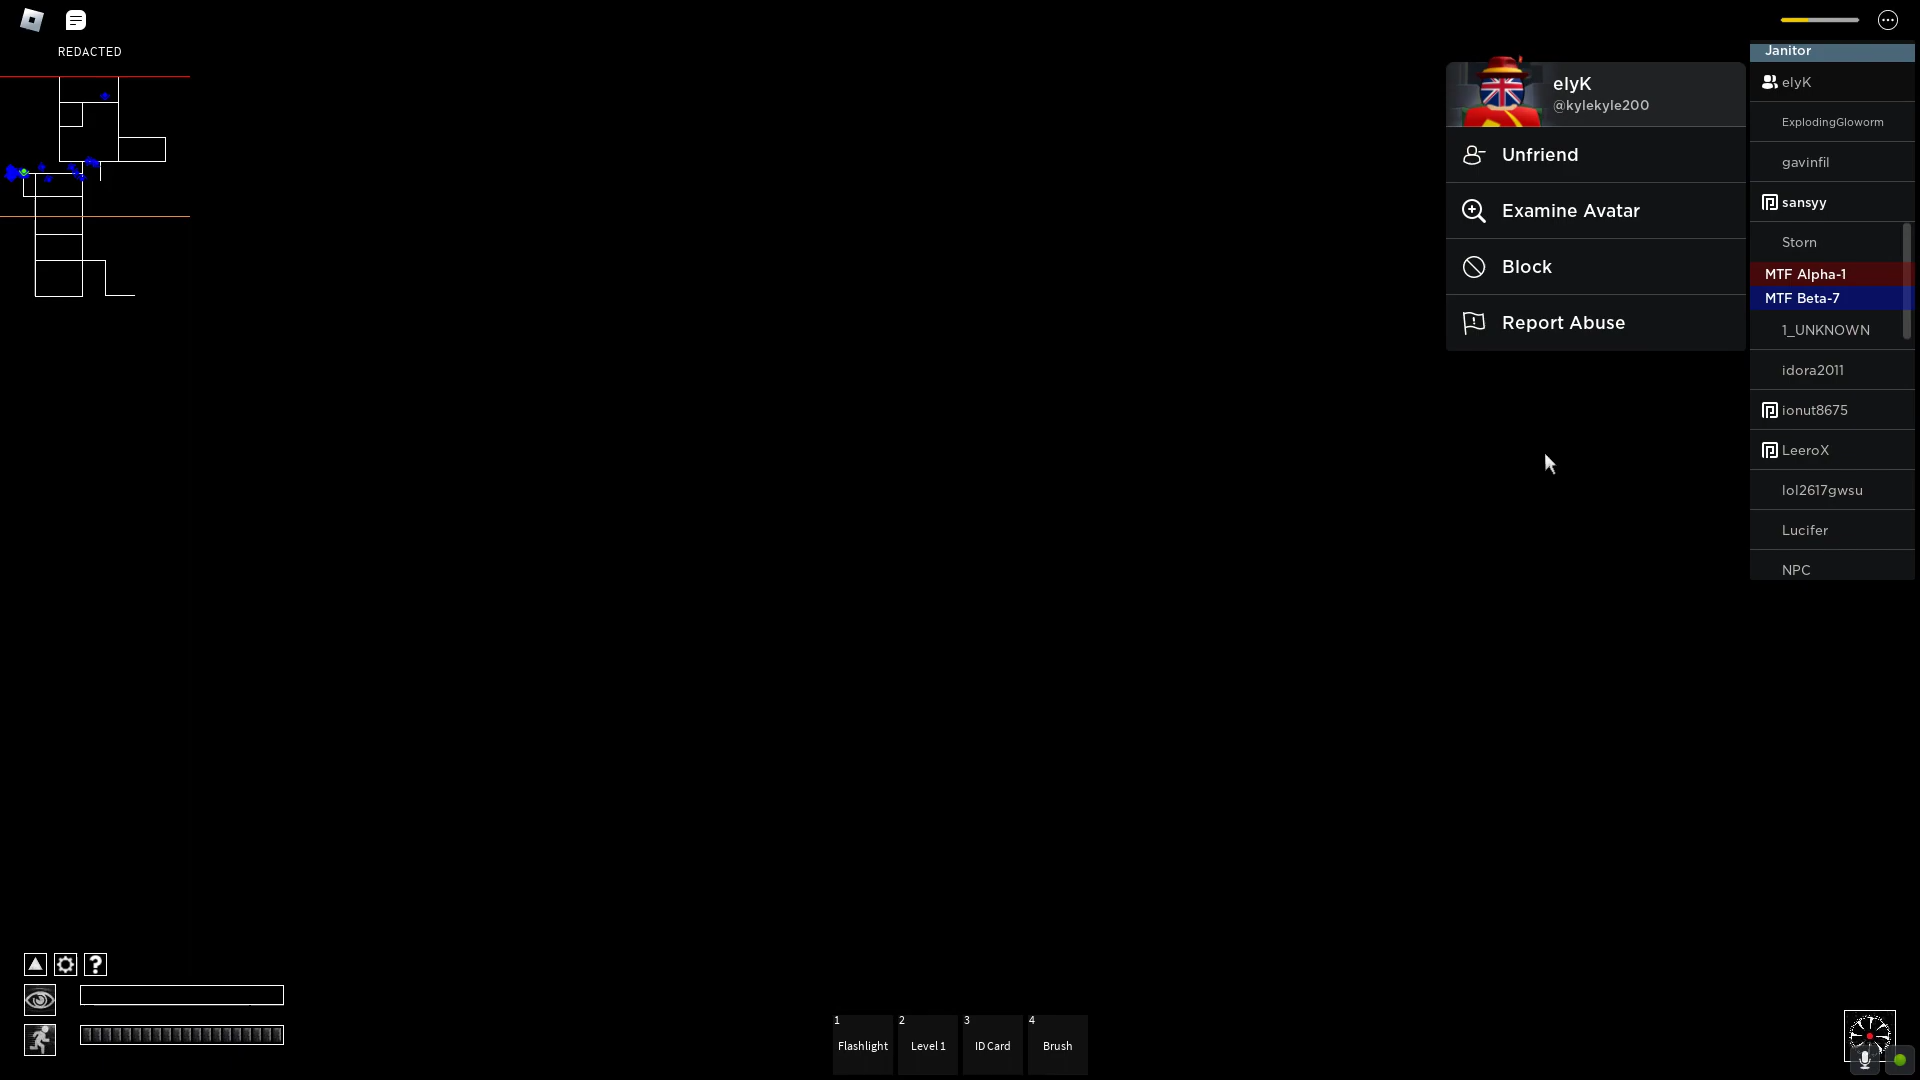 REDACTED
Janitor
elyK
ExplodingGloworm
gavinfil
sansyy
Storn
MTF Alpha-1
MTF Beta-7
1_UNKNOWN
idora2011
ionut8675
LeeroX
lol2617gwsu
Lucifer
NPC
elyK
@kylekyle200
Unfriend
Examine Avatar
Block
Report Abuse
?
1
Flashlight
2
Level 1
3
ID Card
4
Brush